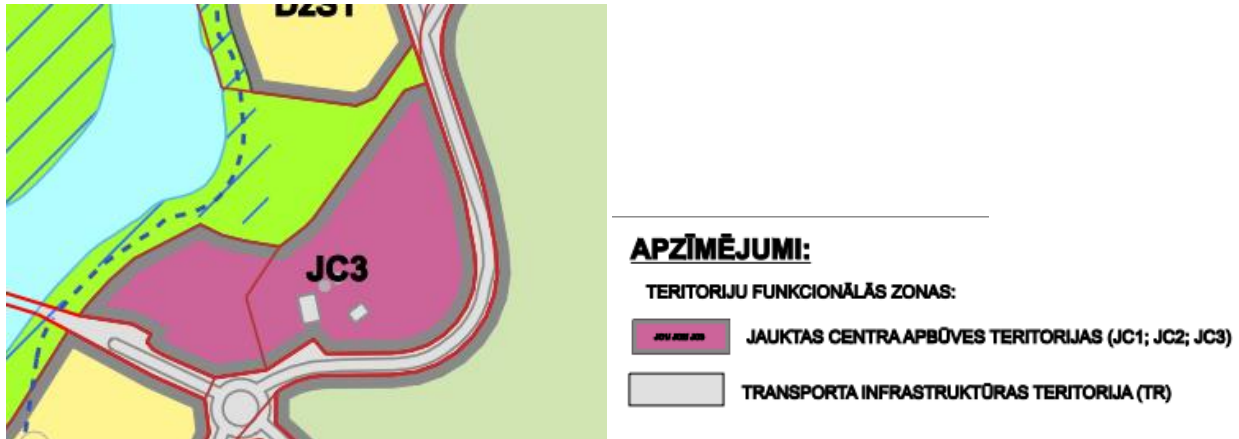 JC3
APZĪMĒJUMI:
TERITORIJU FUNKCIONĀLĀS ZONAS:
JAUKTAS CENTRA APBŪVES TERITORIJAS (JC1; JC2; JC3)
TRANSPORTA INFRASTRUKTŪRAS TERITORIJA (TR)